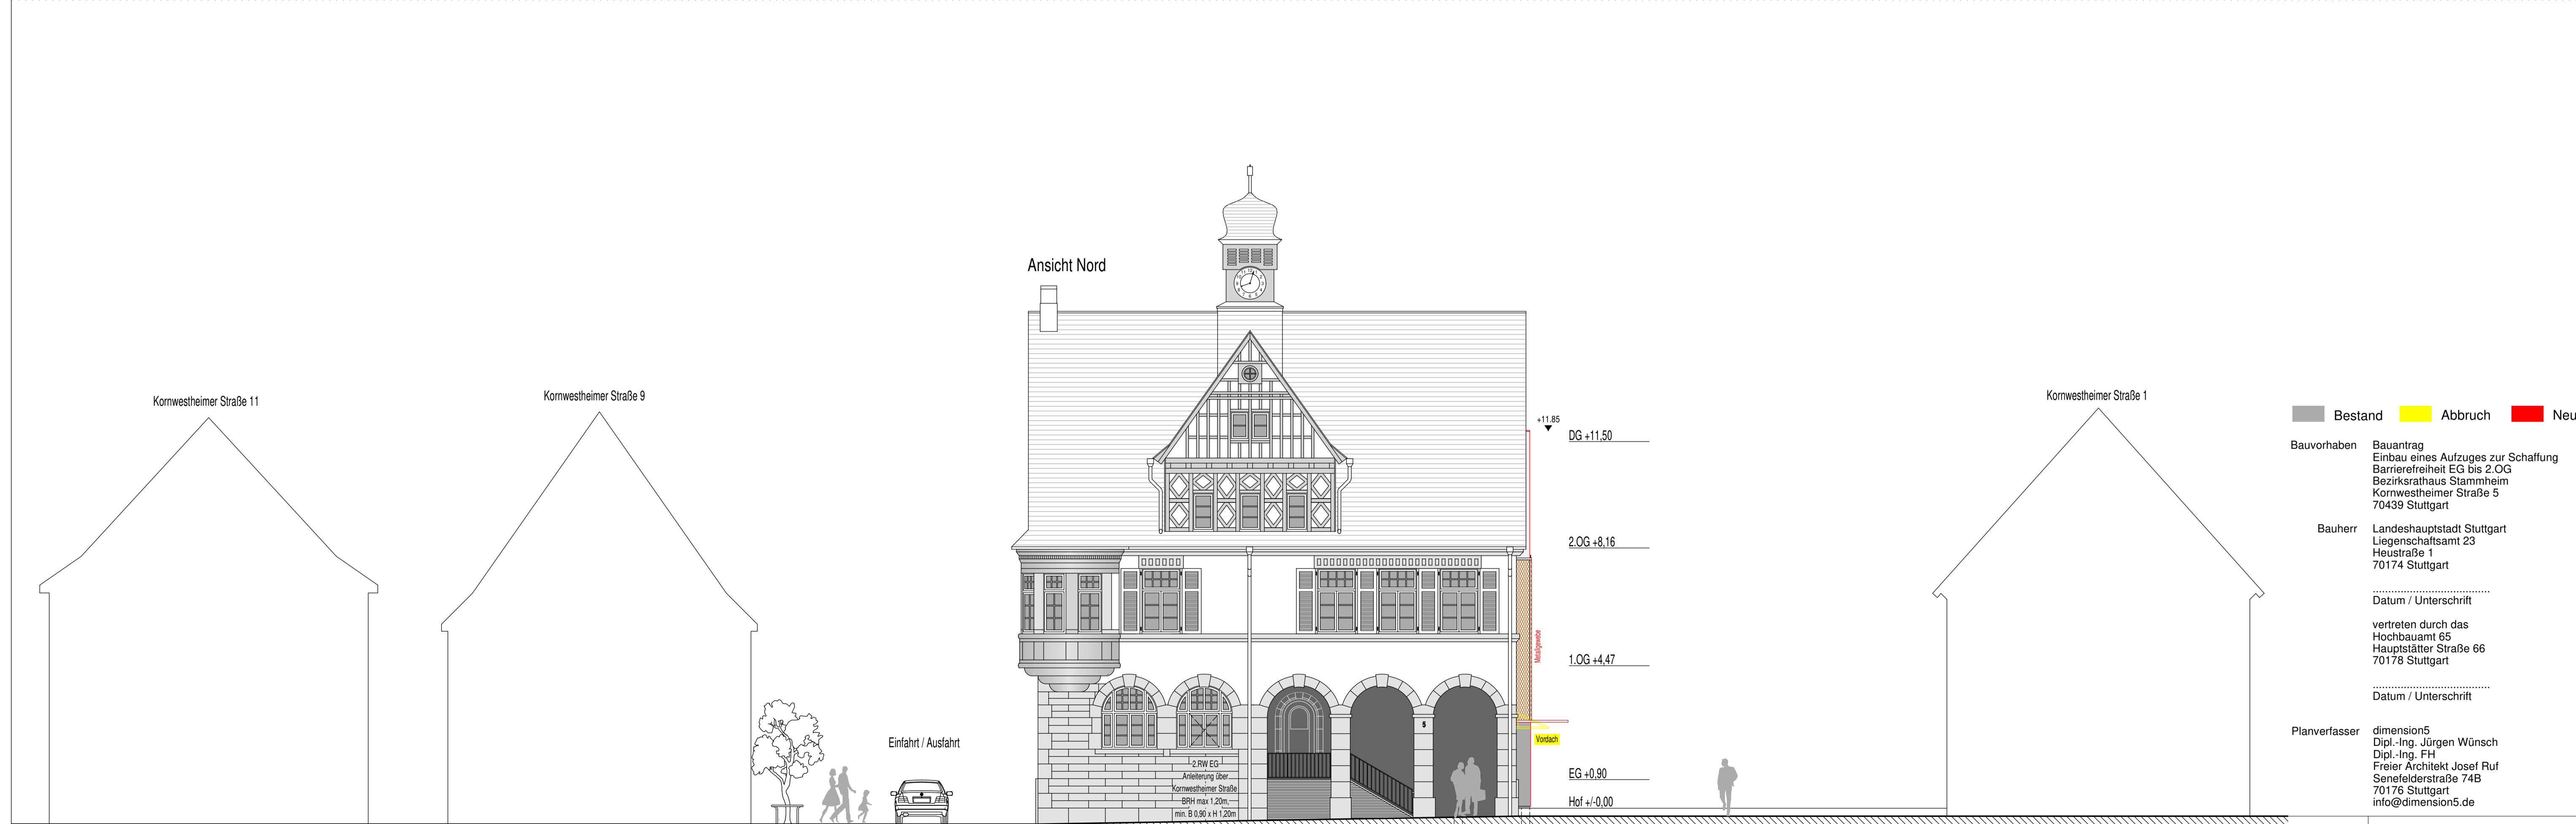 Ansicht Nord
Kornwestheimer Straße 11
Kornwestheimer Straße 9
Kornwestheimer Straße 1
Einfahrt / Ausfahrt
+11.85
DG +11,50
2.OG +8,16
Metallgewebe
1.OG +4,47
5
Vordach
EG +0,90
Hof +/-0,00
2.RW EG
Anleiterung über
Kornwestheimer Straße
BRH max 1,20m,
min. B 0,90 x H 1,20m
Bestand Abbruch Neu
Bauvorhaben Bauantrag
Einbau eines Aufzuges zur Schaffung
Barrierefreiheit EG bis 2.OG
Bezirksrathaus Stammheim
Kornwestheimer Straße 5
70439 Stuttgart
Bauherr Landeshauptstadt Stuttgart
Liegenschaftsamt 23
Heustraße 1
70174 Stuttgart
......................................
Datum / Unterschrift
vertreten durch das
Hochbauamt 65
Hauptstätter Straße 66
70178 Stuttgart
......................................
Datum / Unterschrift
Planverfasser dimension5
Dipl.-Ing. Jürgen Wünsch
Dipl.-Ing. FH
Freier Architekt Josef Ruf
Senefelderstraße 74B
70176 Stuttgart
info@dimension5.de